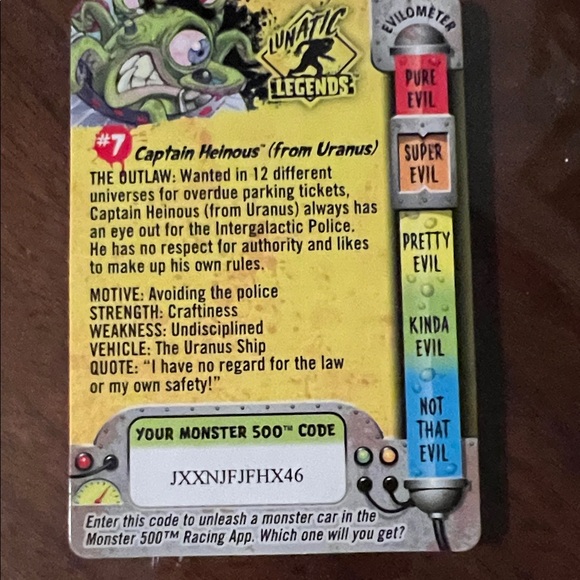 LUNATIC
LEGENDS™
EVILOMETER
PURE
EVIL
SUPER
EVIL
PRETTY
EVIL
KINDA
EVIL
NOT
THAT
EVIL
#7 Captain Heinous™ (from Uranus)
THE OUTLAW: Wanted in 12 different
universes for overdue parking tickets,
Captain Heinous (from Uranus) always has
an eye out for the Intergalactic Police.
He has no respect for authority and likes
to make up his own rules.
MOTIVE: Avoiding the police
STRENGTH: Craftiness
WEAKNESS: Undisciplined
VEHICLE: The Uranus Ship
QUOTE: “I have no regard for the law
or my own safety!”
YOUR MONSTER 500™ CODE
JXXNJFJFHX46
Enter this code to unleash a monster car in the
Monster 500™ Racing App. Which one will you get?